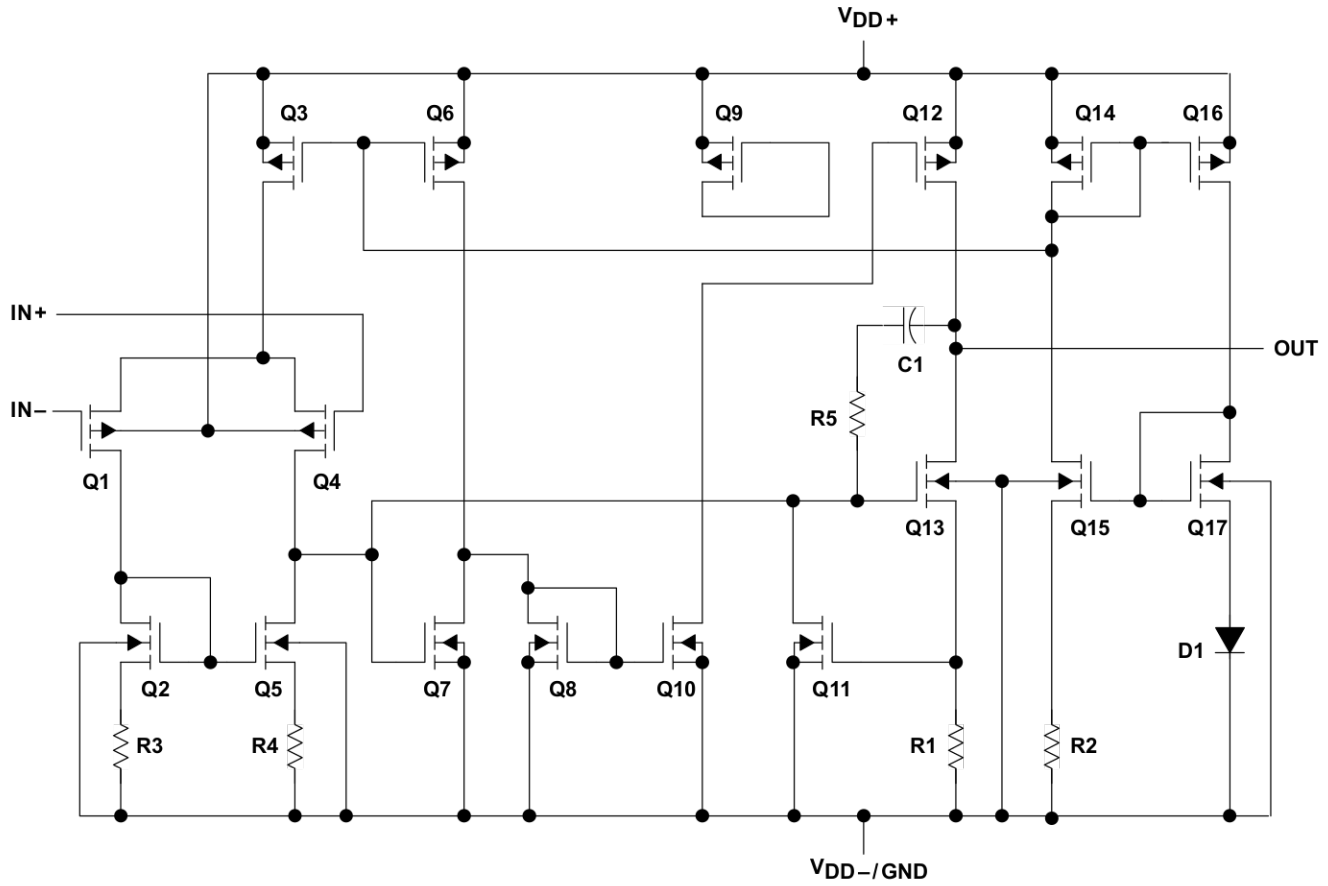 VDD+
Q3
Q6
Q9
Q12
Q14
Q16
IN+
OUT
C1
IN−
R5
Q1
Q4
Q13
Q15
Q17
D1
Q2
Q5
Q7
Q8
Q10
Q11
R3
R4
R1
R2
VDD−/GND